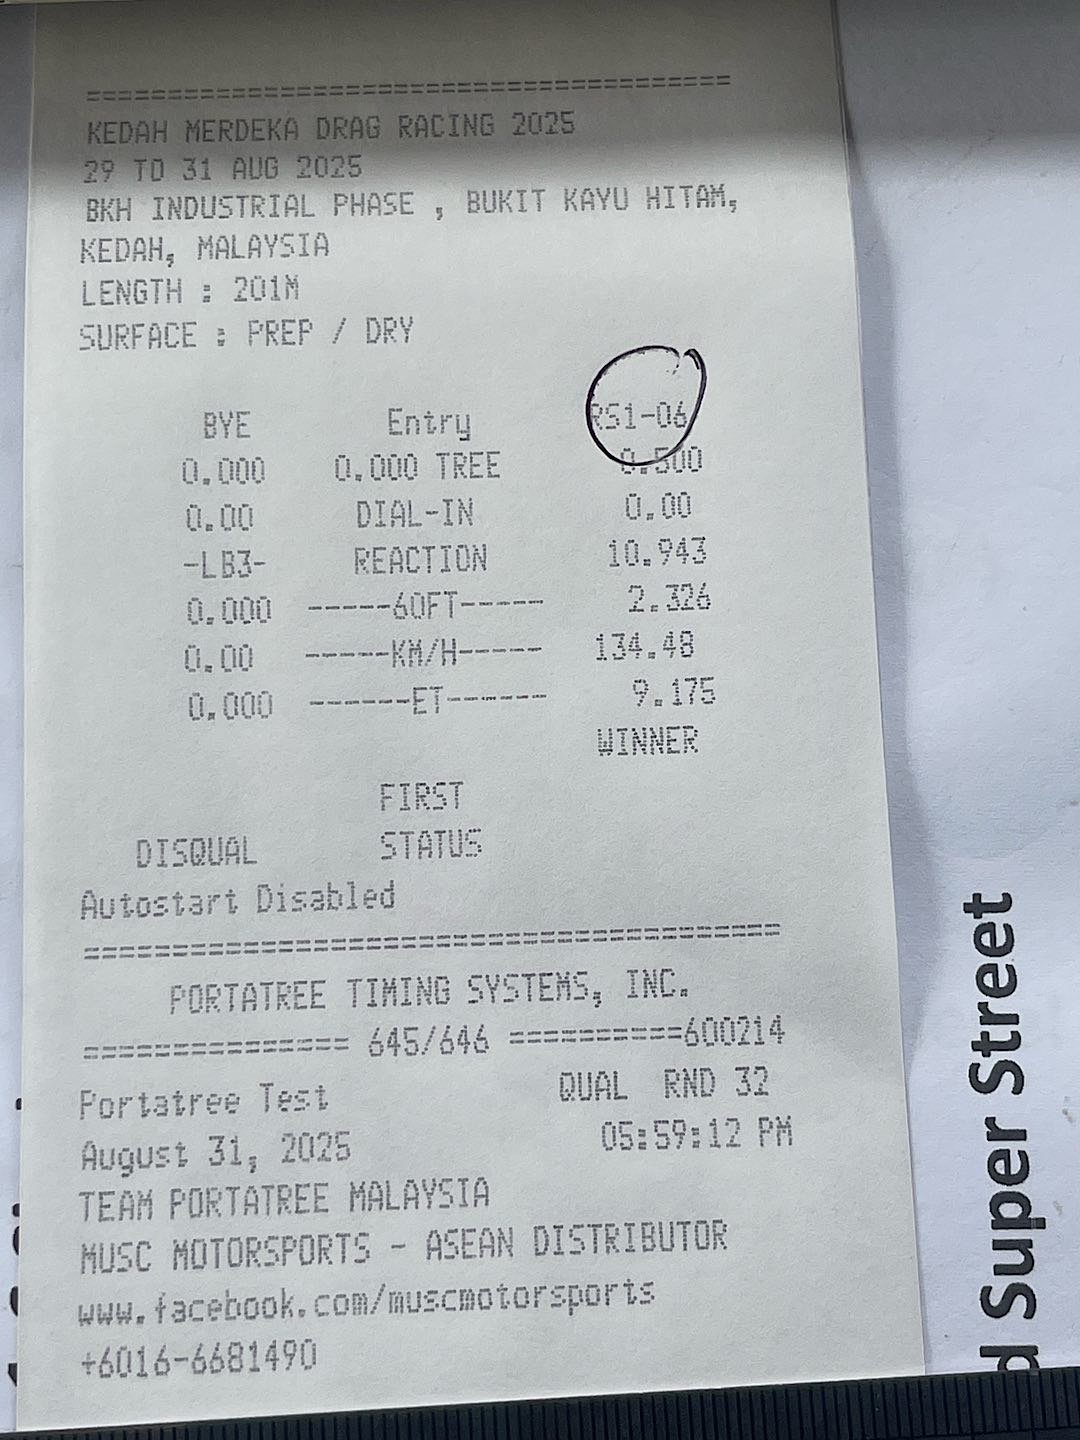 =======================================
KEDAH MERDEKA DRAG RACING 2025
29 TO 31 AUG 2025
BKH INDUSTRIAL PHASE , BUKIT KAYU HITAM,
KEDAH, MALAYSIA
LENGTH : 201M
SURFACE : PREP / DRY
BYE Entry RS1-06
0.000 0.000 TREE 0.500
0.00 DIAL-IN 0.00
-LB3- REACTION 10.943
0.000 -----60FT----- 2.326
0.00 -----KM/H----- 134.48
0.000 ------ET------ 9.175
WINNER
FIRST
DISQUAL STATUS
Autostart Disabled
=======================================
PORTATREE TIMING SYSTEMS, INC.
=============== 645/646 ==========600214
Portatree Test QUAL RND 32
August 31, 2025 05:59:12 PM
TEAM PORTATREE MALAYSIA
MUSC MOTORSPORTS - ASEAN DISTRIBUTOR
www.facebook.com/muscmotorsports
+6016-6681490
Super Street